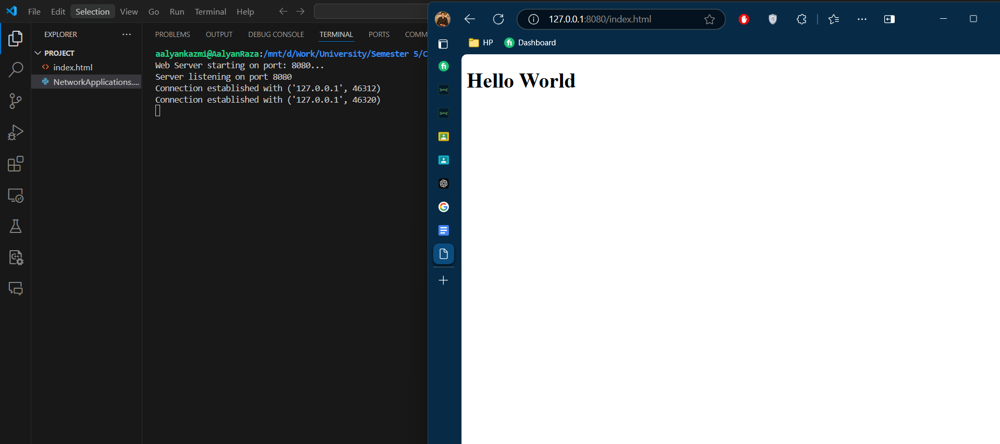 File Edit Selection View Go Run Terminal Help
EXPLORER
PROJECT
index.html
NetworkApplications....
PROBLEMS OUTPUT DEBUG CONSOLE TERMINAL PORTS COMM
aalyankazmi@AalyanRaza:/mnt/d/Work/University/Semester 5/C
Web Server starting on port: 8080...
Server listening on port 8080
Connection established with ('127.0.0.1', 46312)
Connection established with ('127.0.0.1', 46320)
127.0.0.1:8080/index.html
HP
fi Dashboard
Hello World